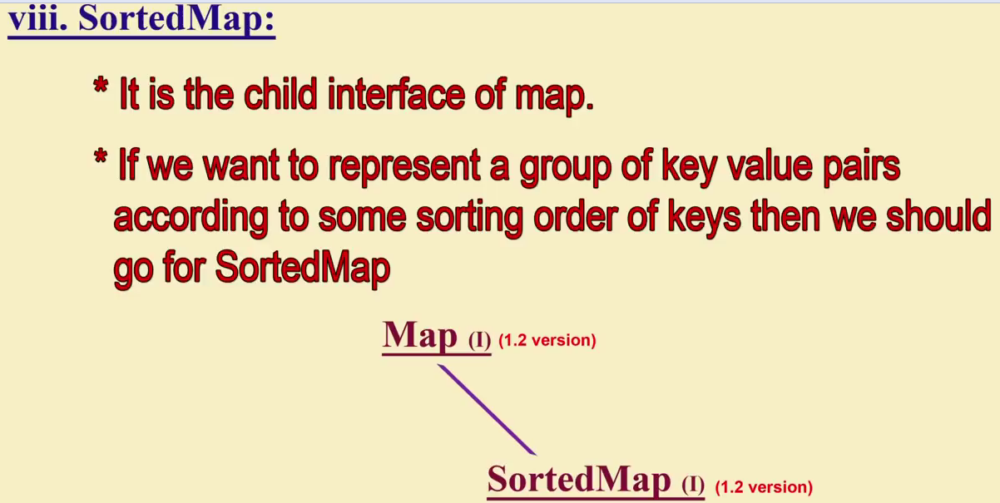 viii. SortedMap:
* It is the child interface of map.
* If we want to represent a group of key value pairs
according to some sorting order of keys then we should
go for SortedMap
Map (I) (1.2 version)
SortedMap (I) (1.2 version)